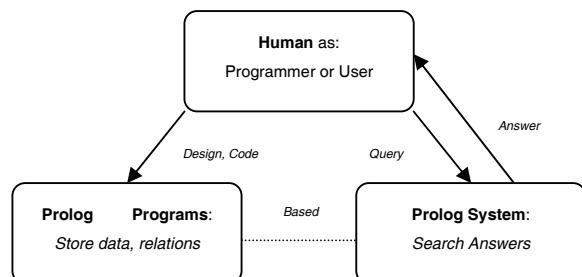 Human as:
Programmer or User
Answer
Design, Code
Query
Prolog Programs:
Store data, relations
Based
Prolog System:
Search Answers